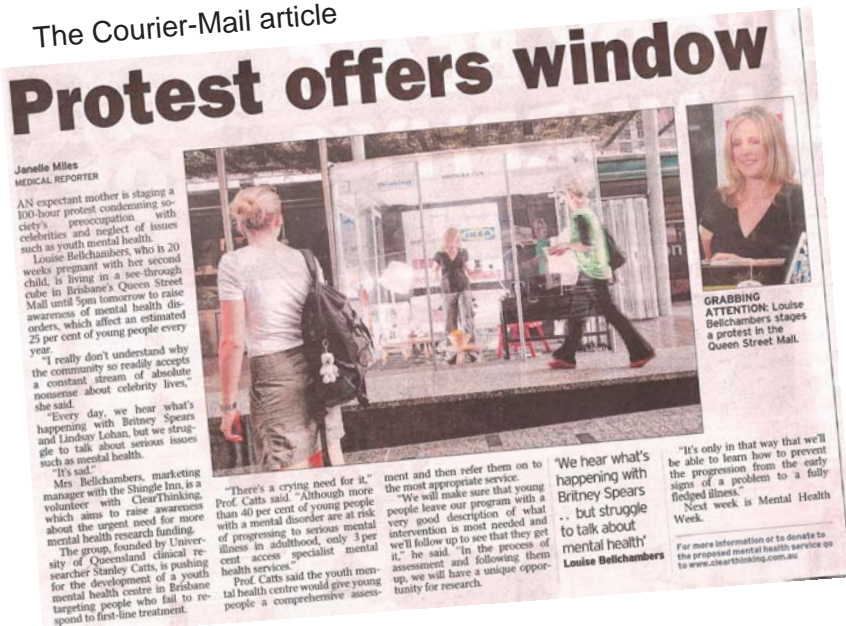 The Courier-Mail article
Protest offers window
Janelle Miles
MEDICAL REPORTER
AN expectant mother is staging a
100-hour protest condemning so-
ciety's preoccupation with
celebrities and neglect of issues
such as youth mental health.
Louise Bellchambers, who is 20
weeks pregnant with her second
child, is living in a see-through
cube in Brisbane's Queen Street
Mall until 5pm tomorrow to raise
awareness of mental health dis-
orders, which affect an estimated
25 per cent of young people every
year.
"I really don't understand why
the community so readily accepts
a constant stream of absolute
nonsense about celebrity lives,"
she said.
"Every day, we hear what's
happening with Britney Spears
and Lindsay Lohan, but we strug-
gle to talk about serious issues
such as mental health.
"It's sad."
Mrs Bellchambers, marketing
manager with the Shingle Inn, is a
volunteer with ClearThinking,
which aims to raise awareness
about the urgent need for more
mental health research funding.
The group, founded by Univer-
sity of Queensland clinical re-
searcher Stanley Catts, is pushing
for the development of a youth
mental health centre in Brisbane
targeting people who fail to re-
spond to first-line treatment.
"There's a crying need for it,"
Prof. Catts said. "Although more
than 40 per cent of young people
with a mental disorder are at risk
of progressing to serious mental
illness in adulthood, only 3 per
cent access specialist mental
health services."
Prof. Catts said the youth men-
tal health centre would give young
people a comprehensive assess-
ment and then refer them on to
the most appropriate service.
"We will make sure that young
people leave our program with a
very good description of what
intervention is most needed and
we'll follow up to see that they get
it," he said. "In the process of
assessment and following them
up, we will have a unique oppor-
tunity for research.
'We hear what's
happening with
Britney Spears
.. but struggle
to talk about
mental health'
Louise Bellchambers
"It's only in that way that we'll
be able to learn how to prevent
the progression from the early
signs of a problem to a fully
fledged illness."
Next week is Mental Health
Week.
For more information or to donate to
the proposed mental health service go
to www.clearthinking.com.au
GRABBING
ATTENTION: Louise
Bellchambers stages
a protest in the
Queen Street Mall.
IKEA